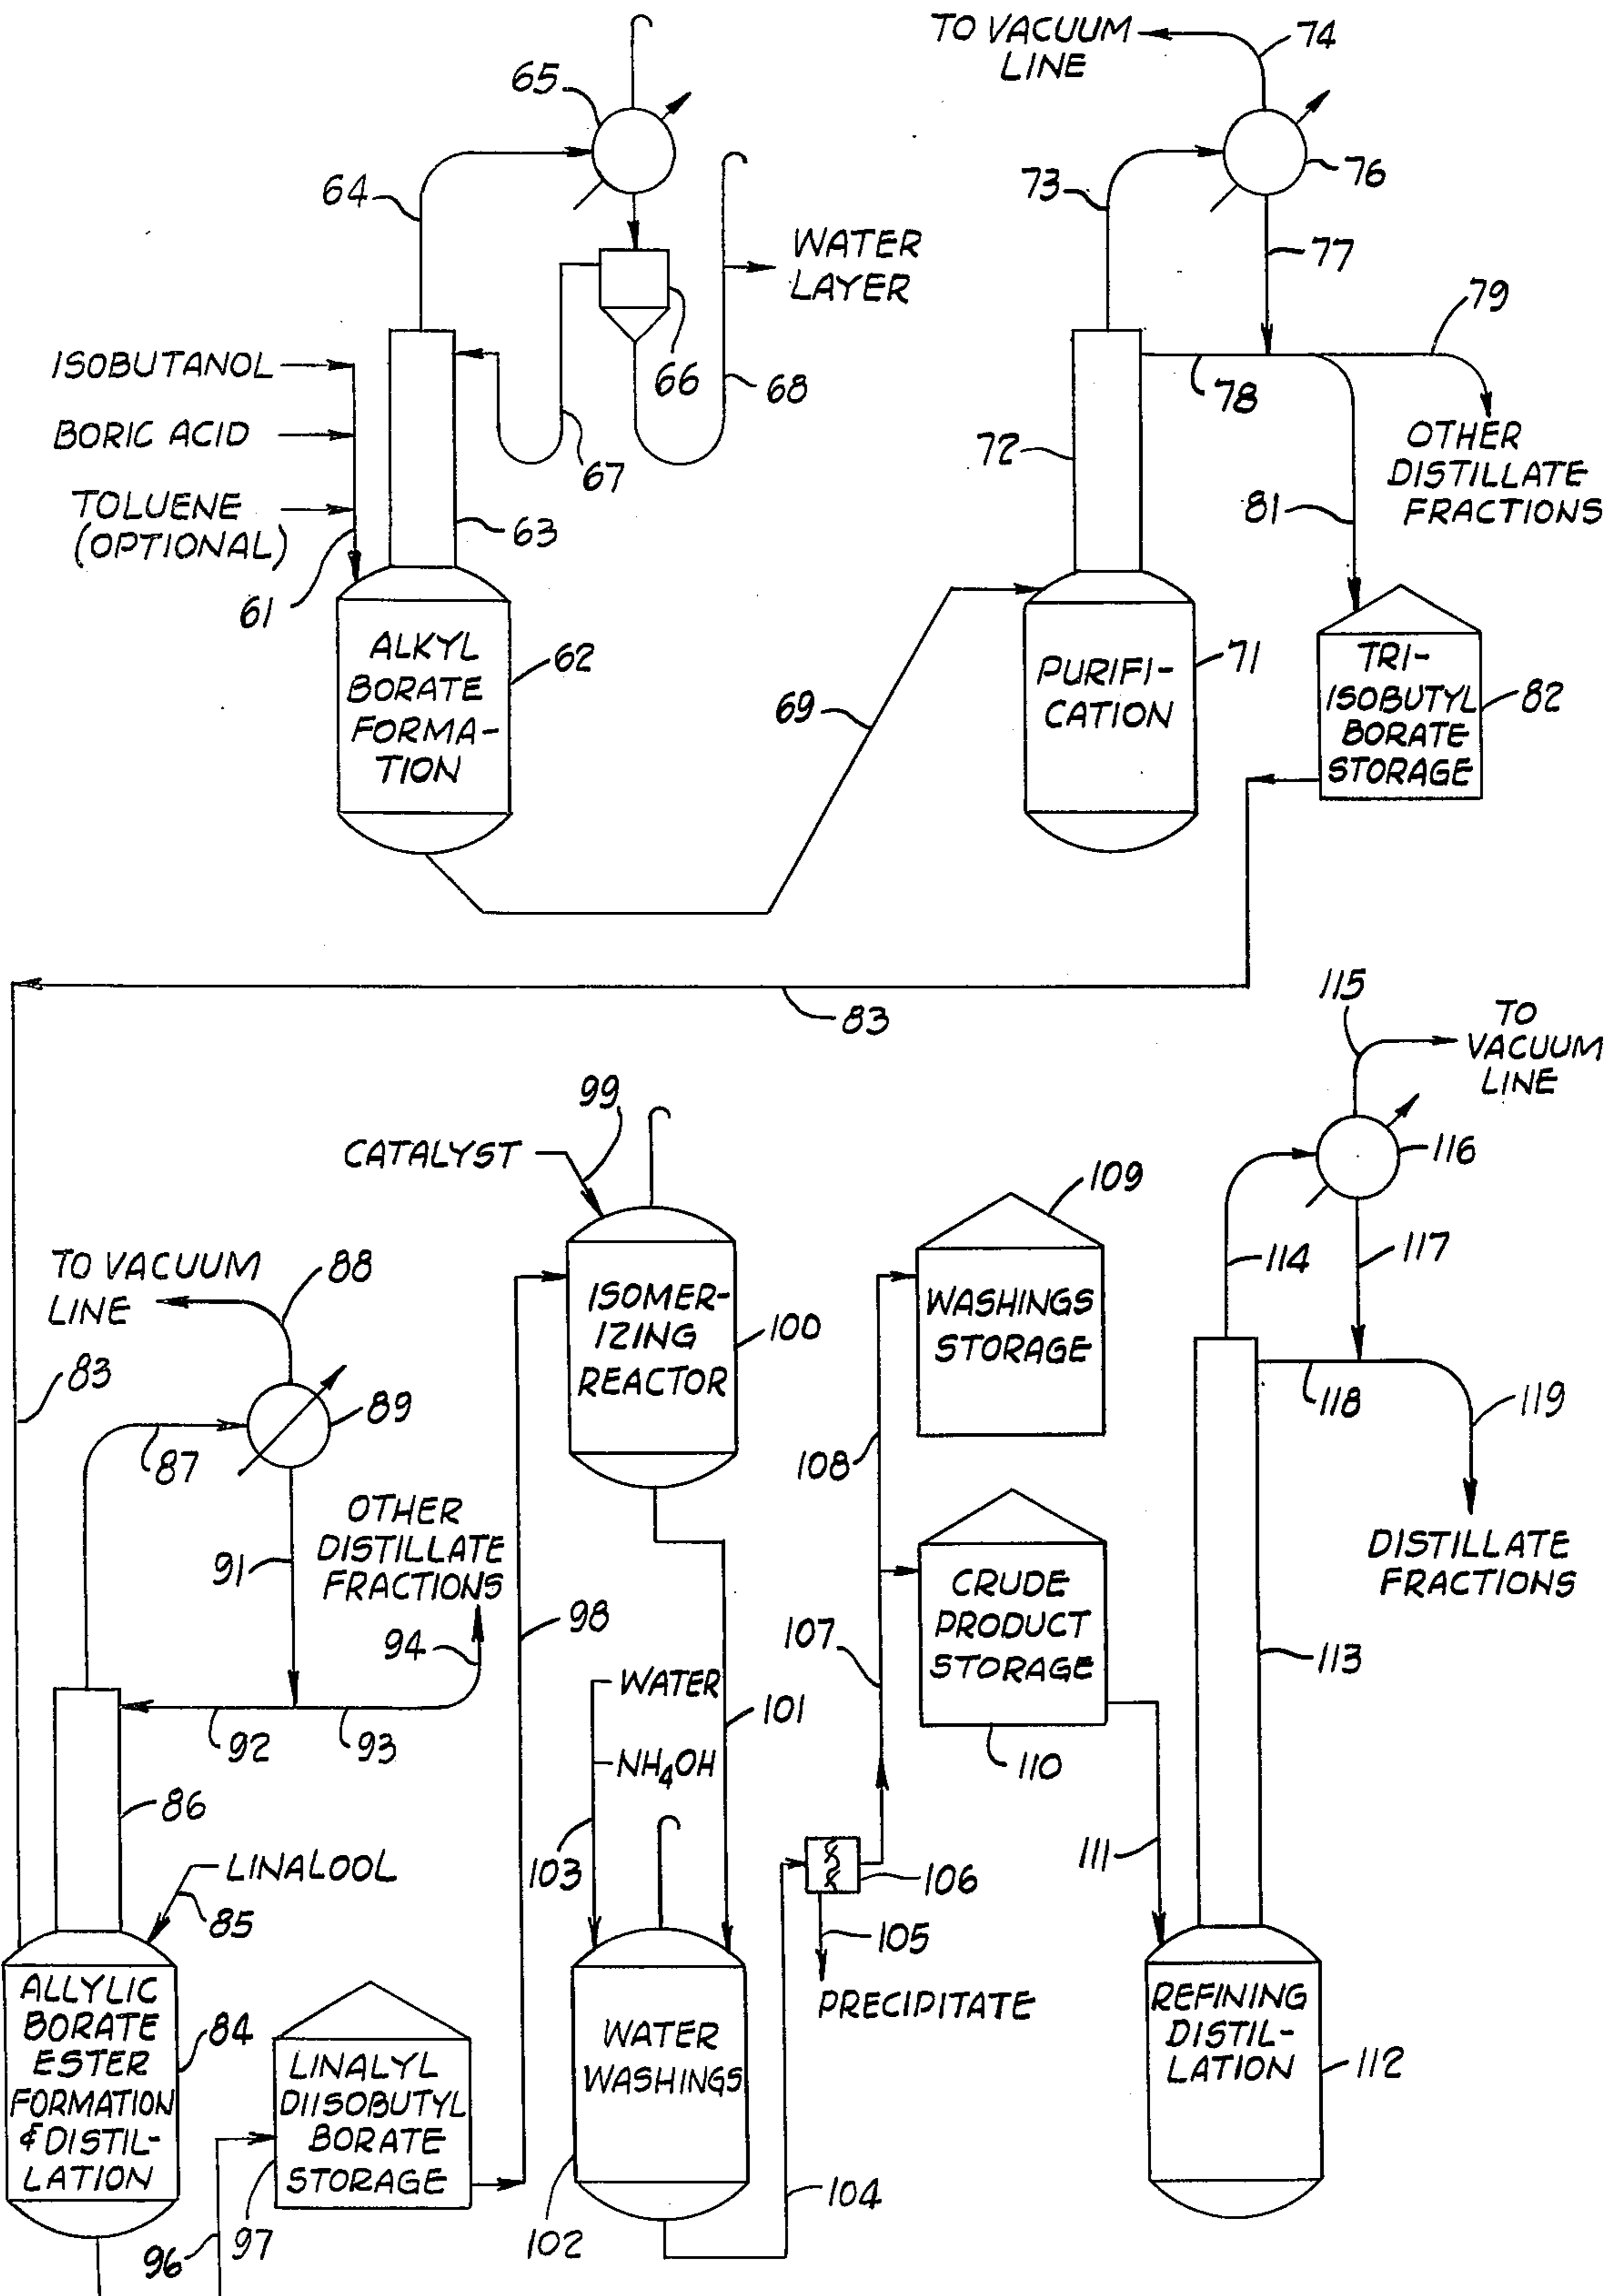 TO VACUUM
LINE
74
65
76
64
73
WATER
LAYER
77
79
ISOBUTANOL
66
68
78
BORIC ACID
67
72
OTHER
DISTILLATE
FRACTIONS
TOLUENE
(OPTIONAL)
63
81
61
ALKYL
BORATE
FORMA-
TION
62
PURIFI-
CATION
71
TRI-
ISOBUTYL
BORATE
STORAGE
82
69
83
115
TO
VACUUM
LINE
99
CATALYST
116
109
TO VACUUM
LINE
88
114
117
ISOMER-
IZING
REACTOR
100
WASHINGS
STORAGE
83
89
118
119
87
108
OTHER
DISTILLATE
FRACTIONS
91
DISTILLATE
FRACTIONS
CRUDE
PRODUCT
STORAGE
98
94
107
113
WATER
101
92
93
NH4OH
110
86
103
111
LINALOOL
85
106
105
PRECIPITATE
ALLYLIC
BORATE
ESTER
FORMATION
& DISTIL-
LATION
84
WATER
WASHINGS
REFINING
DISTIL-
LATION
112
LINALYL
DIISOBUTYL
BORATE
STORAGE
104
96
97
102